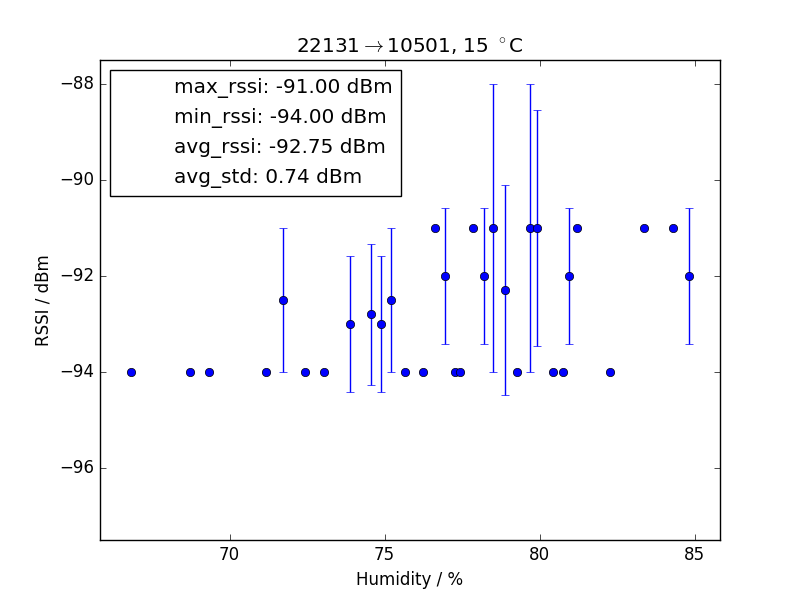 22131→10501, 15 °C
max_rssi: -91.00 dBm
min_rssi: -94.00 dBm
avg_rssi: -92.75 dBm
avg_std: 0.74 dBm
−88
−90
−92
−94
−96
RSSI / dBm
70 75 80 85
Humidity / %